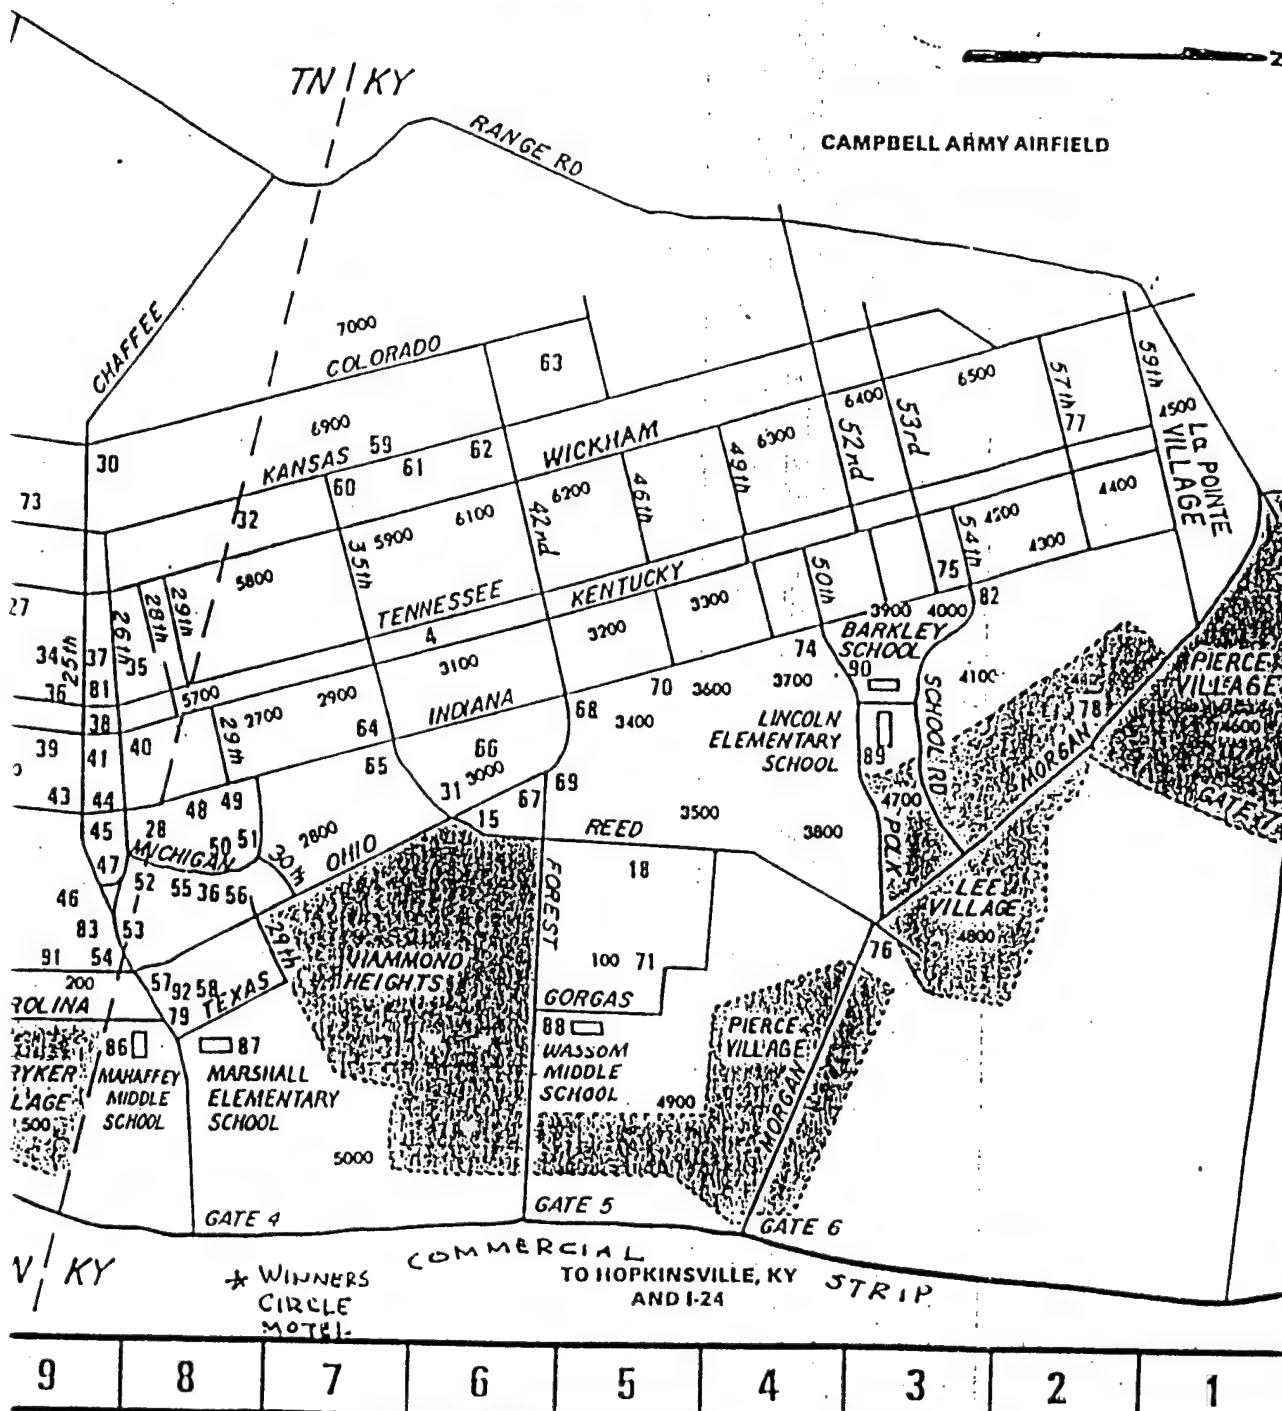 TN / KY
Z
RANGE RD
CAMPBELL ARMY AIRFIELD
CHAFFEE
7000
COLORADO
63
6900
59
KANSAS
61
62
WICKHAM
60
30
73
32
6400
6500
53rd
52nd
57th
77
59th
4500
La POINTE
VILLAGE
6300
49th
6200
46th
42nd
6100
5900
35th
5800
4400
4200
4300
54th
75
82
50th
KENTUCKY
TENNESSEE
4
3300
3200
3100
3900
4000
BARKLEY
SCHOOL
90
74
29th
28th
26th
25th
27
34
37
35
36
81
38
5700
2900
2700
29th
64
INDIANA
70
3600
3700
68
3400
LINCOLN
ELEMENTARY
SCHOOL
89
SCHOOL RD
4100
PIERCE
VILLAGE
4600
78
MORGAN
GATE 7
39
41
40
65
66
3000
31
67
69
43
44
48
49
15
REED
3500
3800
4700
POLK
45
28
50
51
MICHIGAN
2800
OHIO
30th
47
52
55
36
56
46
83
53
29th
HAMMOND
HEIGHTS
FOREST
18
LEE
VILLAGE
4800
76
91
54
200
57
92
58
TEXAS
79
ROLINA
100
71
GORGAS
88
WASSOM
MIDDLE
SCHOOL
4900
PIERCE
VILLAGE
MORGAN
86
MAHAFFEY
MIDDLE
SCHOOL
87
MARSHALL
ELEMENTARY
SCHOOL
RYKER
LAGE
500
5000
GATE 4
GATE 5
GATE 6
N / KY
* WINNERS
CIRCLE
MOTEL
COMMERCIAL STRIP
TO HOPKINSVILLE, KY
AND I-24
9 8 7 6 5 4 3 2 1